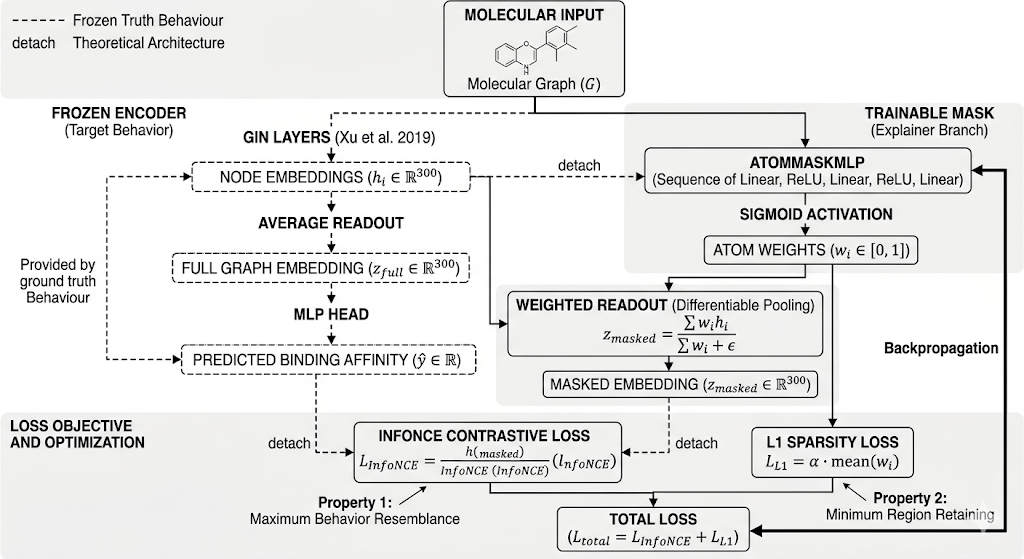 Frozen Truth Behaviour
detach Theoretical Architecture
MOLECULAR INPUT
O
N
H
Molecular Graph (G)
FROZEN ENCODER
(Target Behavior)
GIN LAYERS (Xu et al. 2019)
NODE EMBEDDINGS (hᵢ ∈ ℝ³⁰⁰)
AVERAGE READOUT
FULL GRAPH EMBEDDING (z_full ∈ ℝ³⁰⁰)
MLP HEAD
PREDICTED BINDING AFFINITY (ŷ ∈ ℝ)
Provided by
ground truth
Behaviour
detach
TRAINABLE MASK
(Explainer Branch)
ATOMMASKMLP
(Sequence of Linear, ReLU, Linear, ReLU, Linear)
SIGMOID ACTIVATION
ATOM WEIGHTS (wᵢ ∈ [0, 1])
WEIGHTED READOUT (Differentiable Pooling)
z_masked = ∑ wᵢhᵢ / ∑ wᵢ + ϵ
MASKED EMBEDDING (z_masked ∈ ℝ³⁰⁰)
Backpropagation
LOSS OBJECTIVE
AND OPTIMIZATION
detach
INFONCE CONTRASTIVE LOSS
L_InfoNCE = h(masked) / InfoNCE (InfoNCE) (l_nfoNCE)
detach
L1 SPARSITY LOSS
L_L1 = α · mean(wᵢ)
Property 1:
Maximum Behavior Resemblance
Property 2:
Minimum Region Retaining
TOTAL LOSS
(L_total = L_InfoNCE + L_L1)